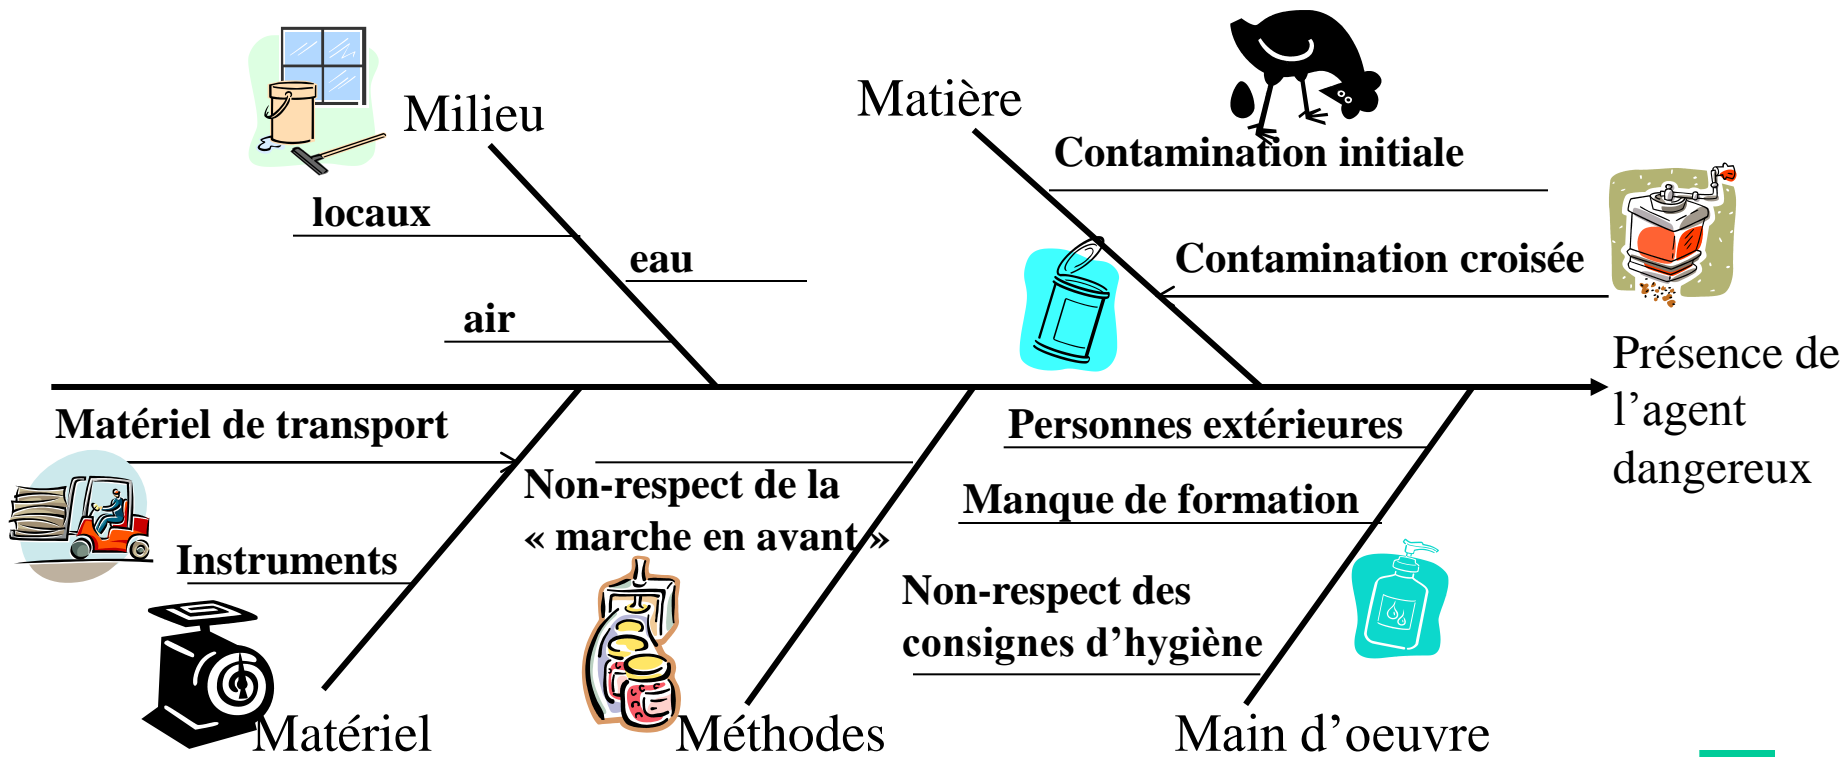 Milieu
Matière
Contamination initiale
locaux
eau
Contamination croisée
air
Présence de
l’agent
dangereux
Matériel de transport
Personnes extérieures
Non-respect de la
« marche en avant »
Manque de formation
Instruments
Non-respect des
consignes d’hygiène
Matériel
Méthodes
Main d’oeuvre